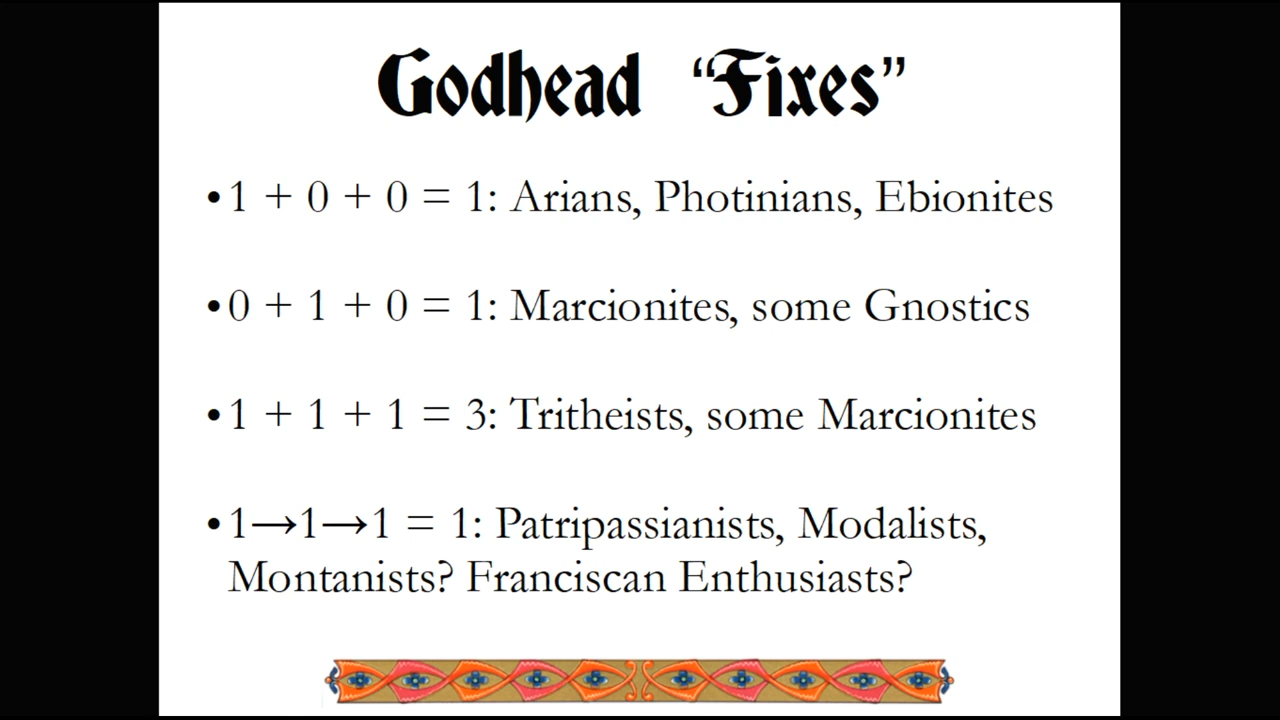 Godhead “Fixes”
•1 + 0 + 0 = 1: Arians, Photinians, Ebionites
•0 + 1 + 0 = 1: Marcionites, some Gnostics
•1 + 1 + 1 = 3: Tritheists, some Marcionites
•1→1→1 = 1: Patripassianists, Modalists,
Montanists? Franciscan Enthusiasts?